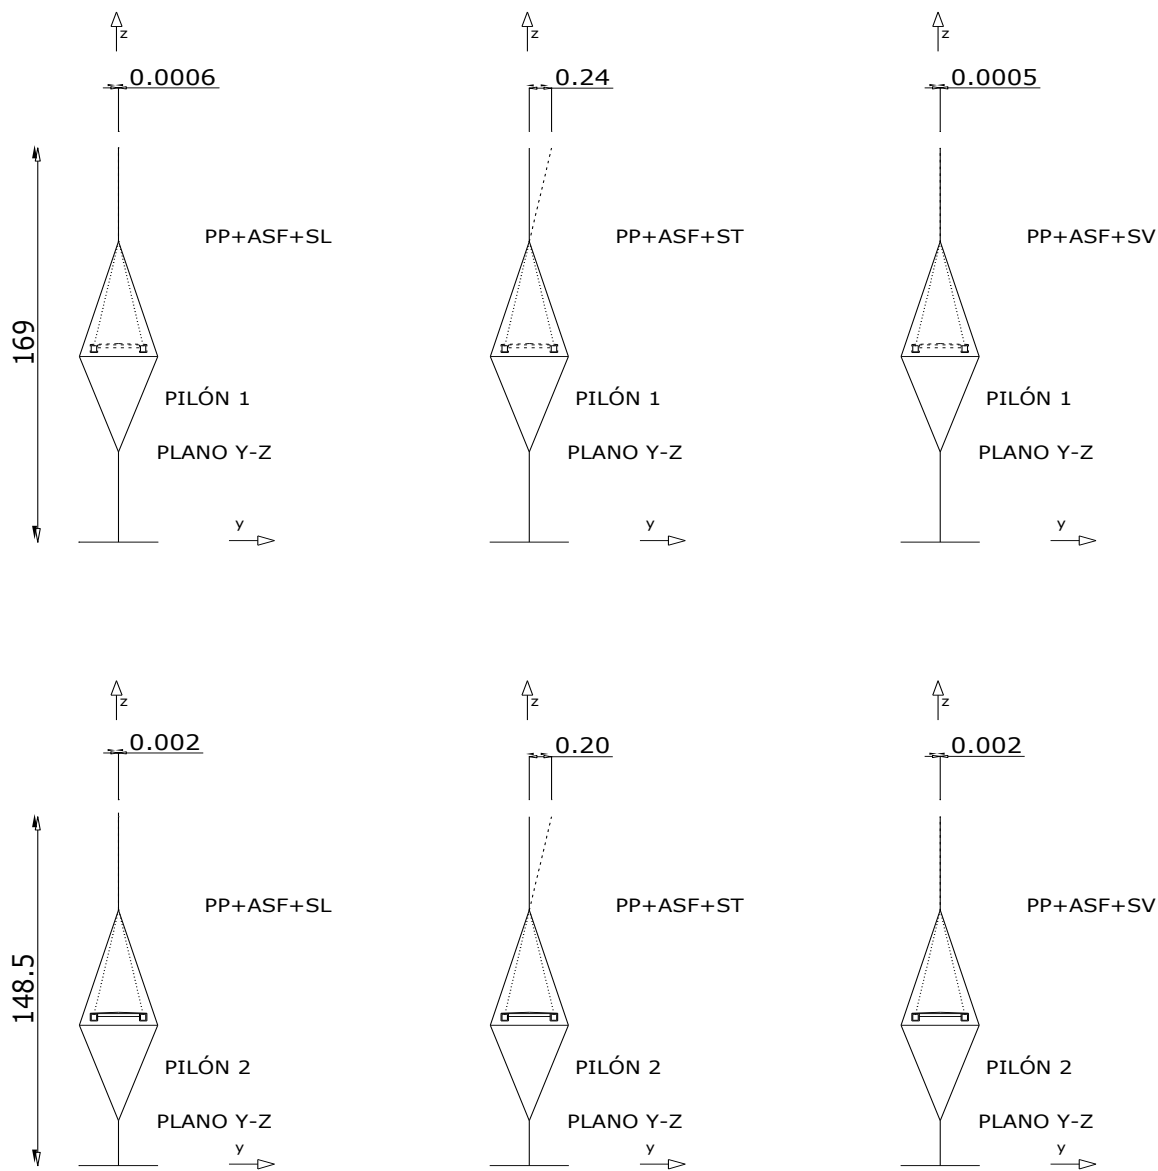 z z z
0.0006 0.24 0.0005
PP+ASF+SL PP+ASF+ST PP+ASF+SV
169
PILÓN 1 PILÓN 1 PILÓN 1
PLANO Y-Z PLANO Y-Z PLANO Y-Z
y y y
z z z
0.002 0.20 0.002
PP+ASF+SL PP+ASF+ST PP+ASF+SV
148.5
PILÓN 2 PILÓN 2 PILÓN 2
PLANO Y-Z PLANO Y-Z PLANO Y-Z
y y y